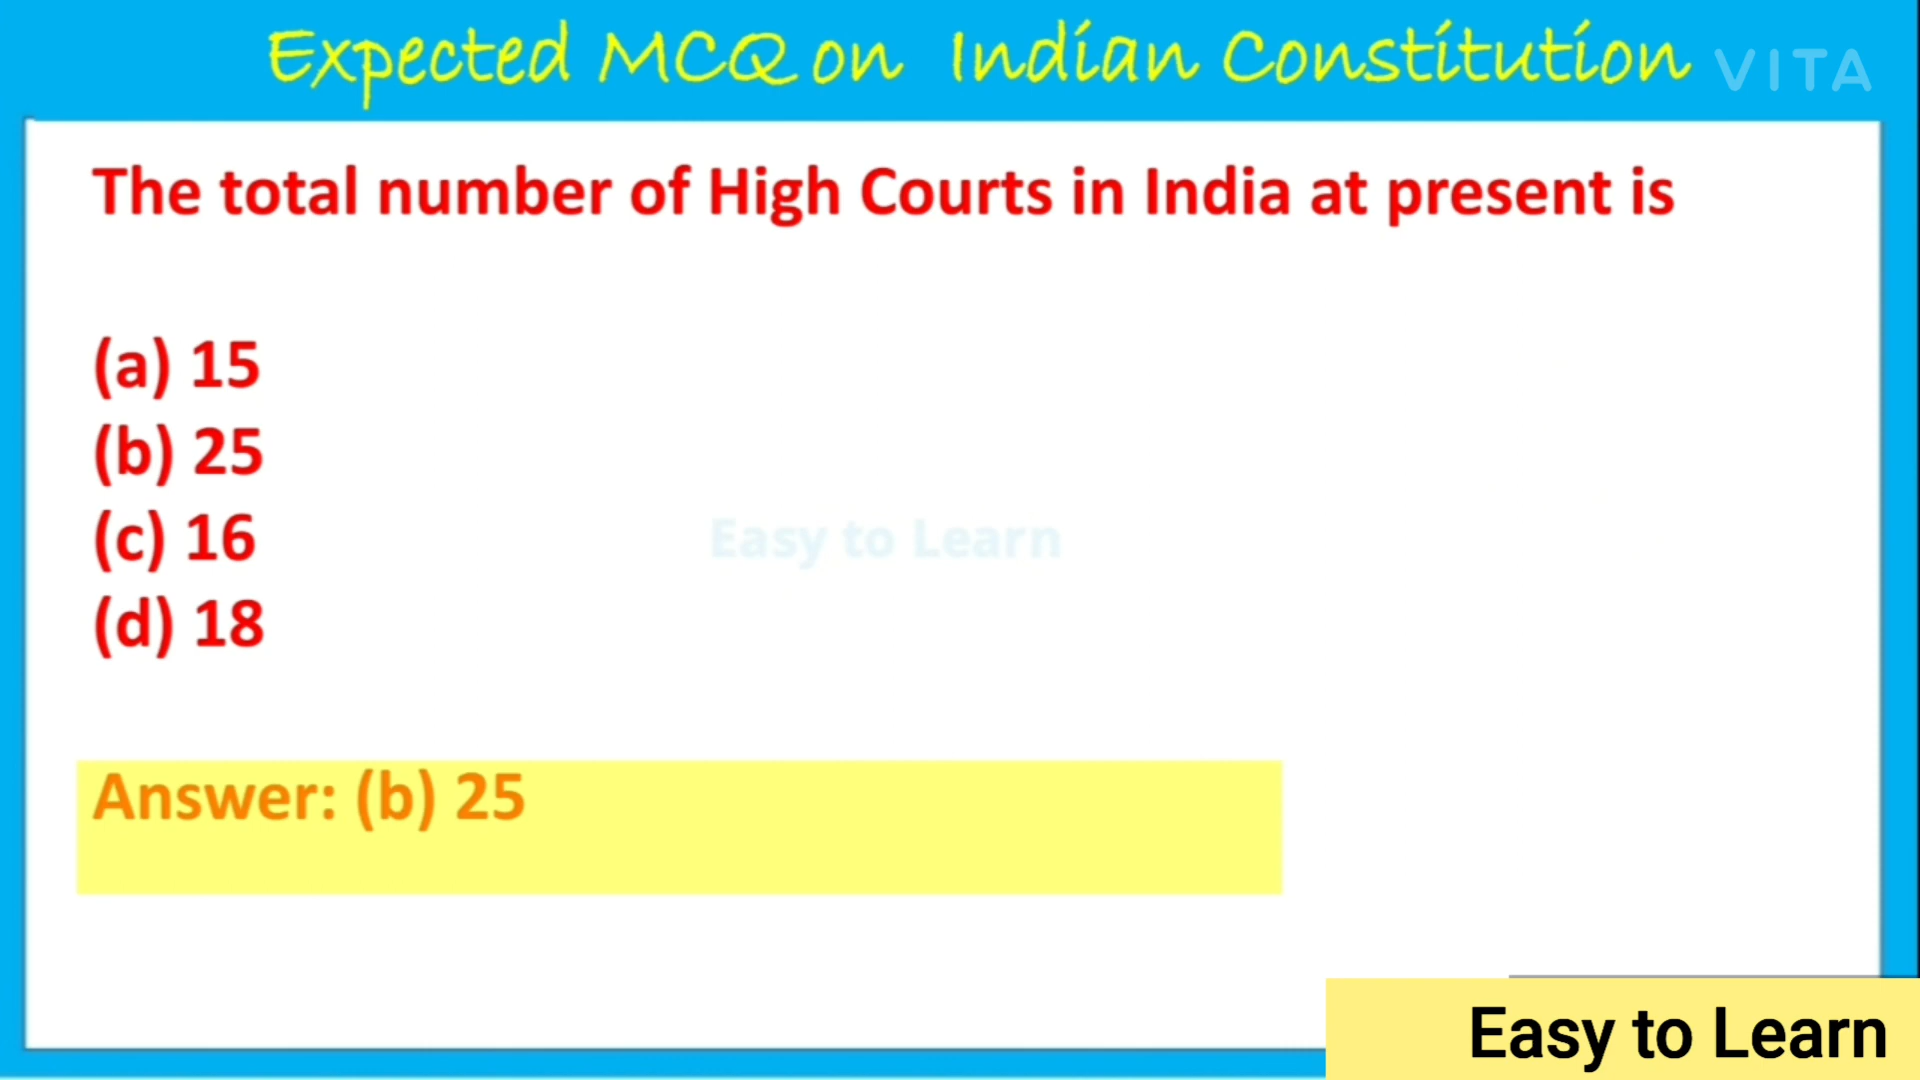 Expected MCQ on Indian Constitution
VITA
The total number of High Courts in India at present is
(a) 15
(b) 25
(c) 16
(d) 18
Easy to Learn
Answer: (b) 25
Easy to Learn